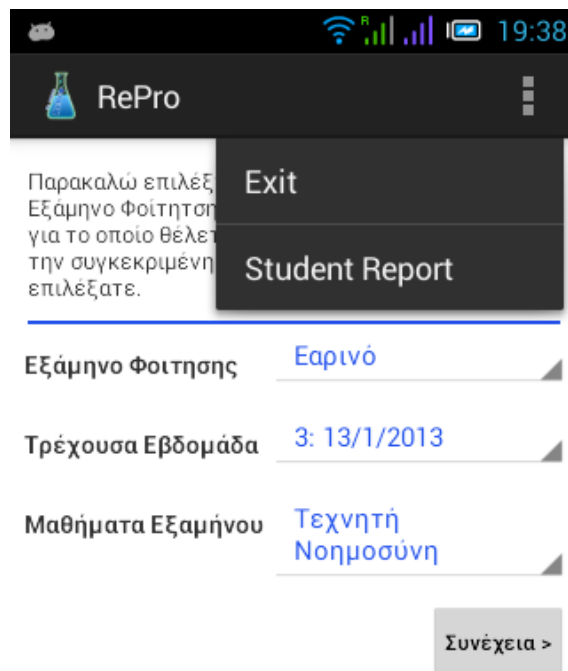 R
19:38
RePro
Exit
Student Report
Παρακαλώ επιλέξ
Εξάμηνο Φοίτητση
για το οποίο θέλετ
την συγκεκριμένη
επιλέξατε.
Εξάμηνο Φοιτησης
Εαρινό
Τρέχουσα Εβδομάδα
3: 13/1/2013
Μαθήματα Εξαμήνου
Τεχνητή
Νοημοσύνη
Συνέχεια >